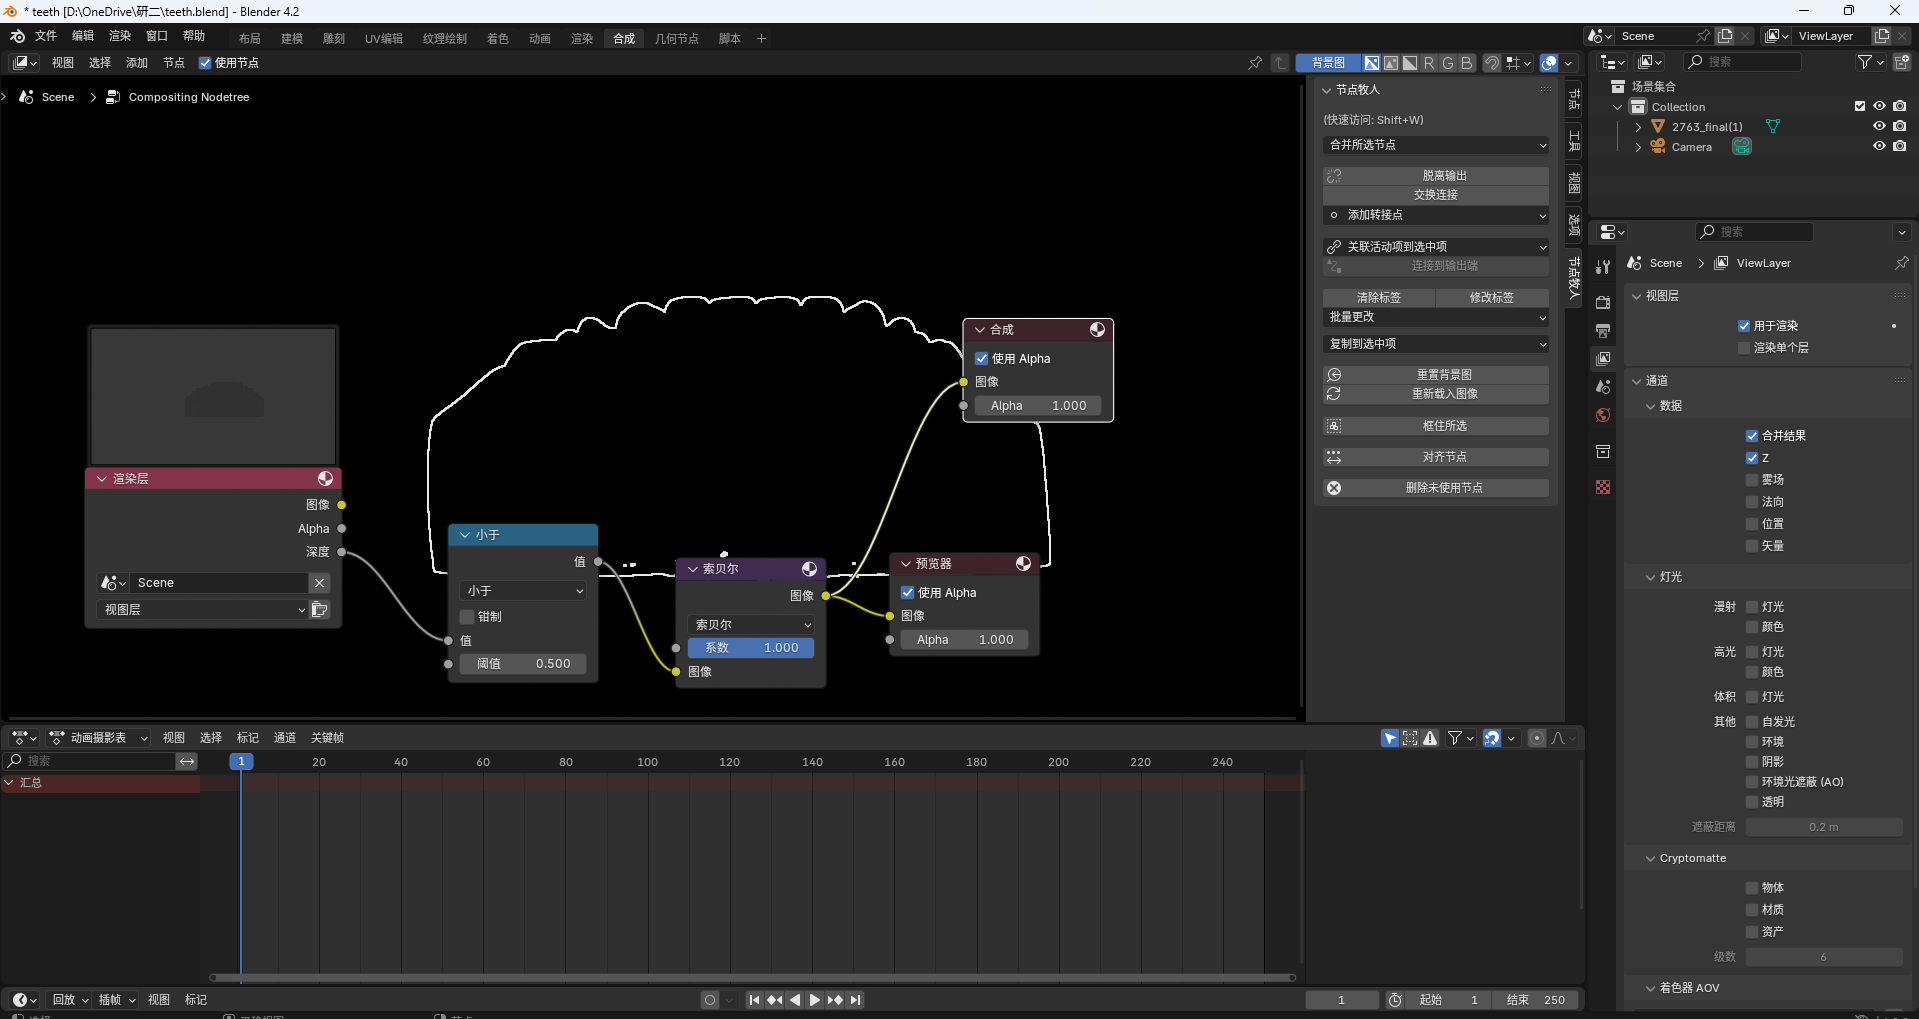 * teeth [D:\OneDrive\研二\teeth.blend] - Blender 4.2
文件 编辑 渲染 窗口 帮助 布局 建模 雕刻 UV编辑 纹理绘制 着色 动画 渲染 合成 几何节点 脚本 + Scene ViewLayer
视图 选择 添加 节点 使用节点 背景图 R G B 搜索
Scene > Compositing Nodetree
场景集合
Collection
2763_final(1)
Camera
节点牧人
(快速访问: Shift+W)
合并所选节点
脱离输出
交换连接
添加转接点
关联活动项到选中项
连接到输出端
清除标签 修改标签
批量更改
复制到选中项
重置背景图
重新载入图像
框住所选
对齐节点
删除未使用节点
节点
工具
视图
选项
节点牧人
合成
使用 Alpha
图像
Alpha 1.000
渲染层
图像
Alpha
深度
Scene
视图层
小于
值
小于
钳制
值
阈值 0.500
索贝尔
图像
索贝尔
系数 1.000
图像
预览器
使用 Alpha
图像
Alpha 1.000
搜索
Scene > ViewLayer
视图层
用于渲染
渲染单个层
通道
数据
合并结果
Z
雾场
法向
位置
矢量
灯光
漫射 灯光
颜色
高光 灯光
颜色
体积 灯光
其他 自发光
环境
阴影
环境光遮蔽 (AO)
透明
遮蔽距离 0.2 m
Cryptomatte
物体
材质
资产
级数 6
着色器 AOV
动画摄影表 视图 选择 标记 通道 关键帧
搜索
1 20 40 60 80 100 120 140 160 180 200 220 240
汇总
回放 插帧 视图 标记 1 起始 1 结束 250